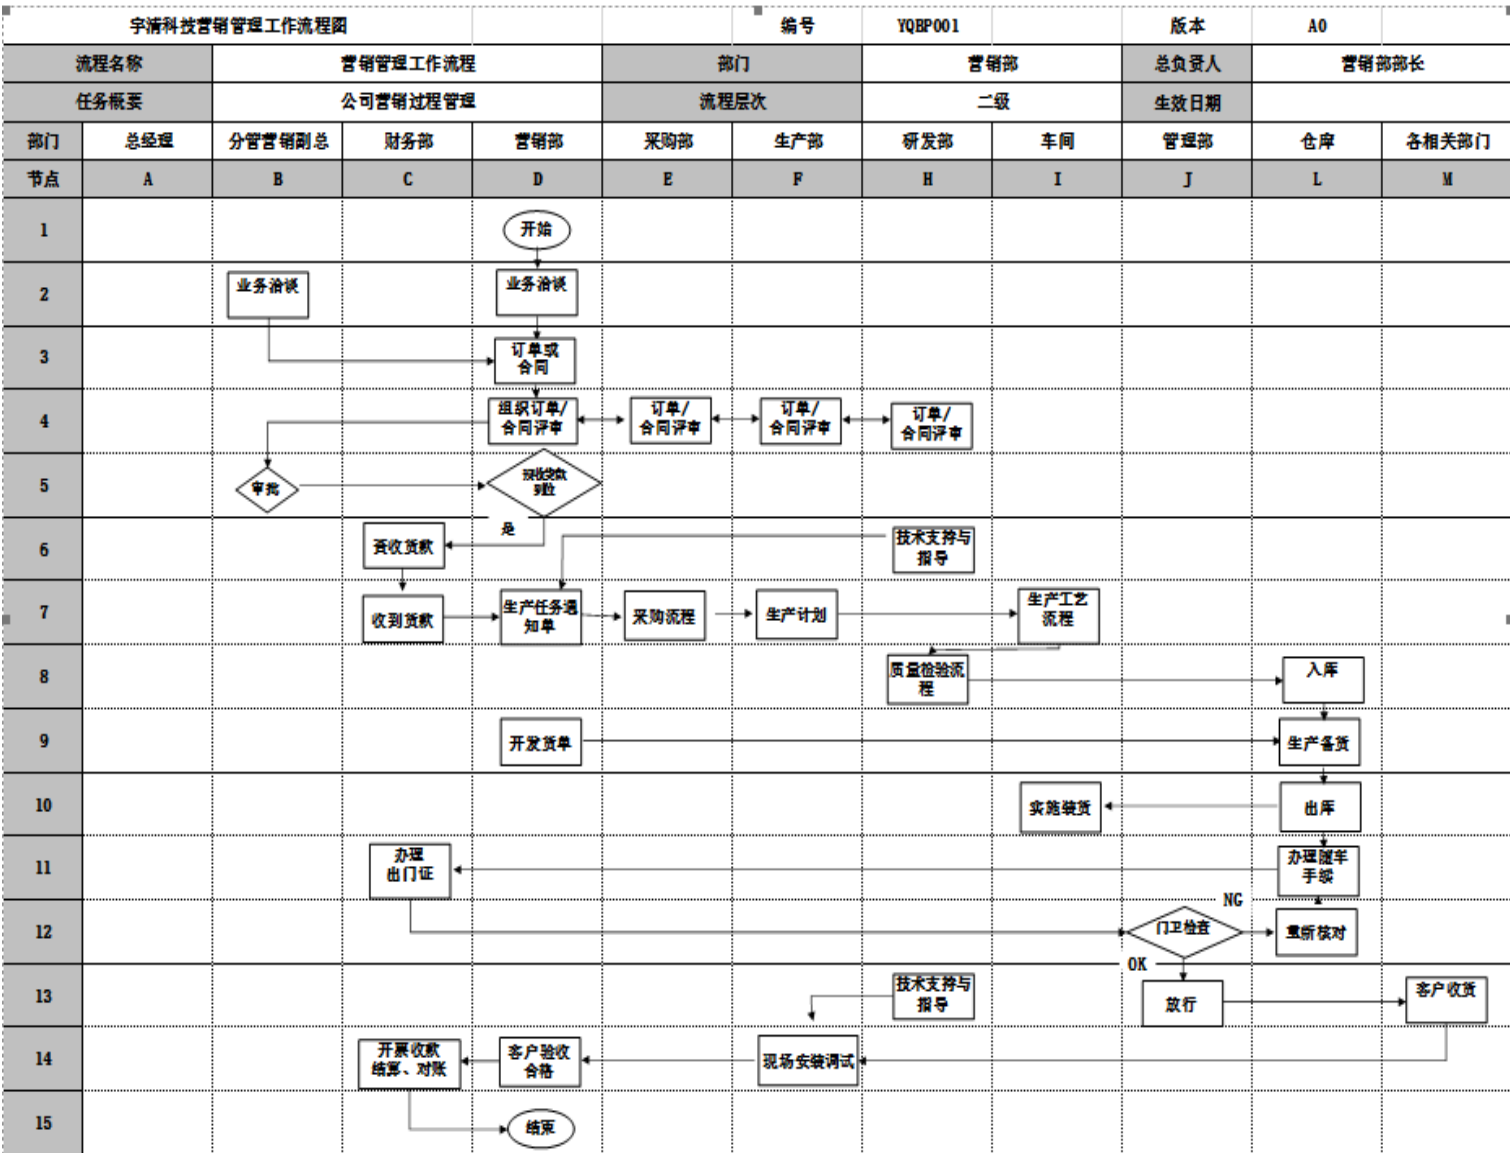 宇清科技营销管理工作流程图 编号 YQBP001 版本 A0
流程名称 营销管理工作流程 部门 营销部 总负责人 营销部部长
任务概要 公司营销过程管理 流程层次 二级 生效日期
部门 总经理 分管营销副总 财务部 营销部 采购部 生产部 研发部 车间 管理部 仓库 各相关部门
节点 A B C D E F H I J L M
1 开始
2 业务洽谈 业务洽谈
3 订单或
合同
4 组织订单/ 订单/ 订单/ 订单/
合同评审 合同评审 合同评审 合同评审
5 审批 预收货款
到位
是
6 查收货款 技术支持与
指导
7 收到货款 生产任务通
知单 采购流程 生产计划 生产工艺
流程
8 质量检验流
程 入库
9 开发货单 生产备货
10 实施装货 出库
11 办理
出门证 办理随车
手续
NG
12 门卫检查 重新核对
OK
13 技术支持与
指导 放行 客户收货
14 开票收款
结算、对账 客户验收
合格 现场安装调试
15 结束